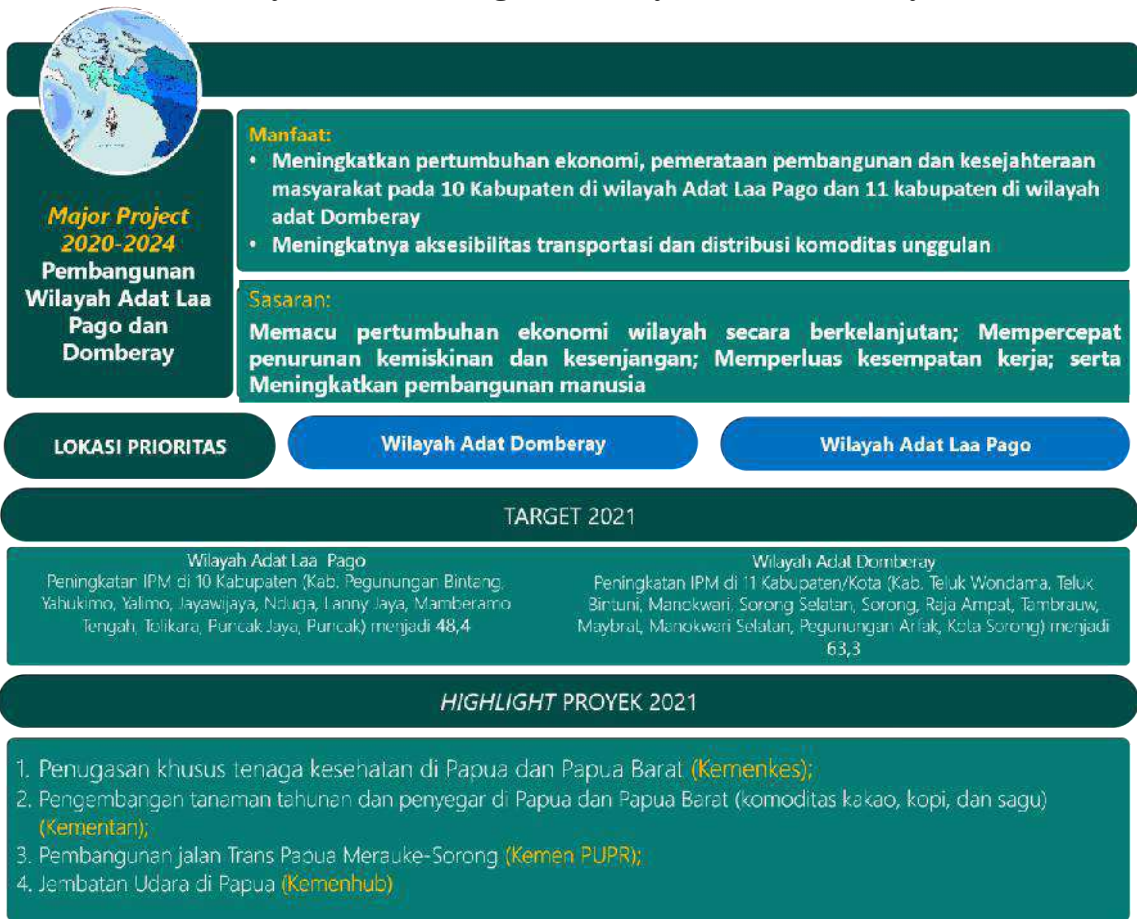 Major Project
2020-2024
Pembangunan
Wilayah Adat Laa
Pago dan
Domberay
Manfaat:
• Meningkatkan pertumbuhan ekonomi, pemerataan pembangunan dan kesejahteraan
masyarakat pada 10 Kabupaten di wilayah Adat Laa Pago dan 11 kabupaten di wilayah
adat Domberay
• Meningkatnya aksesibilitas transportasi dan distribusi komoditas unggulan
Sasaran:
Memacu pertumbuhan ekonomi wilayah secara berkelanjutan; Mempercepat
penurunan kemiskinan dan kesenjangan; Memperluas kesempatan kerja; serta
Meningkatkan pembangunan manusia
LOKASI PRIORITAS
Wilayah Adat Domberay
Wilayah Adat Laa Pago
TARGET 2021
Wilayah Adat Laa Pago
Peningkatan IPM di 10 Kabupaten (Kab. Pegunungan Bintang,
Yahukimo, Yalimo, Jayawijaya, Nduga, Lanny Jaya, Mamberamo
Tengah, Tolikara, Puncak Jaya, Puncak) menjadi 48,4
Wilayah Adat Domberay
Peningkatan IPM di 11 Kabupaten/Kota (Kab. Teluk Wondama, Teluk
Bintuni, Manokwari, Sorong Selatan, Sorong, Raja Ampat, Tambrauw,
Maybrat, Manokwari Selatan, Pegunungan Arfak, Kota Sorong) menjadi
63,3
HIGHLIGHT PROYEK 2021
1. Penugasan khusus tenaga kesehatan di Papua dan Papua Barat (Kemenkes);
2. Pengembangan tanaman tahunan dan penyegar di Papua dan Papua Barat (komoditas kakao, kopi, dan sagu)
(Kementan);
3. Pembangunan jalan Trans Papua Merauke-Sorong (Kemen PUPR);
4. Jembatan Udara di Papua (Kemenhub)